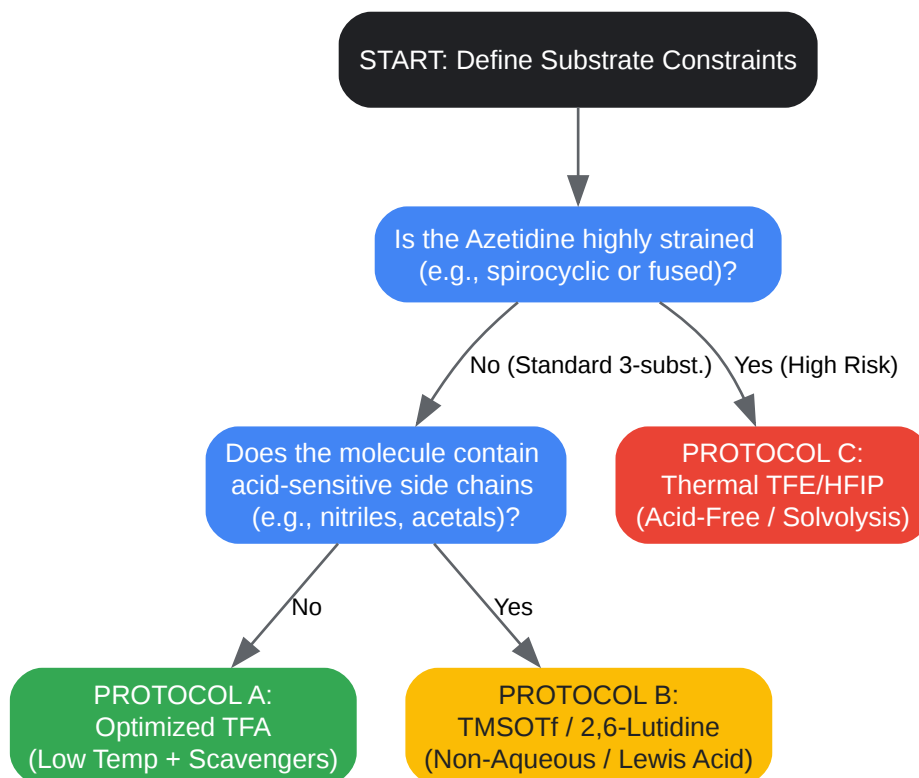 START: Define Substrate Constraints
Is the Azetidine highly strained
(e.g., spirocyclic or fused)?
No (Standard 3-subst.)
Yes (High Risk)
Does the molecule contain
acid-sensitive side chains
(e.g., nitriles, acetals)?
PROTOCOL C:
Thermal TFE/HFIP
(Acid-Free / Solvolysis)
No
Yes
PROTOCOL A:
Optimized TFA
(Low Temp + Scavengers)
PROTOCOL B:
TMSOTf / 2,6-Lutidine
(Non-Aqueous / Lewis Acid)